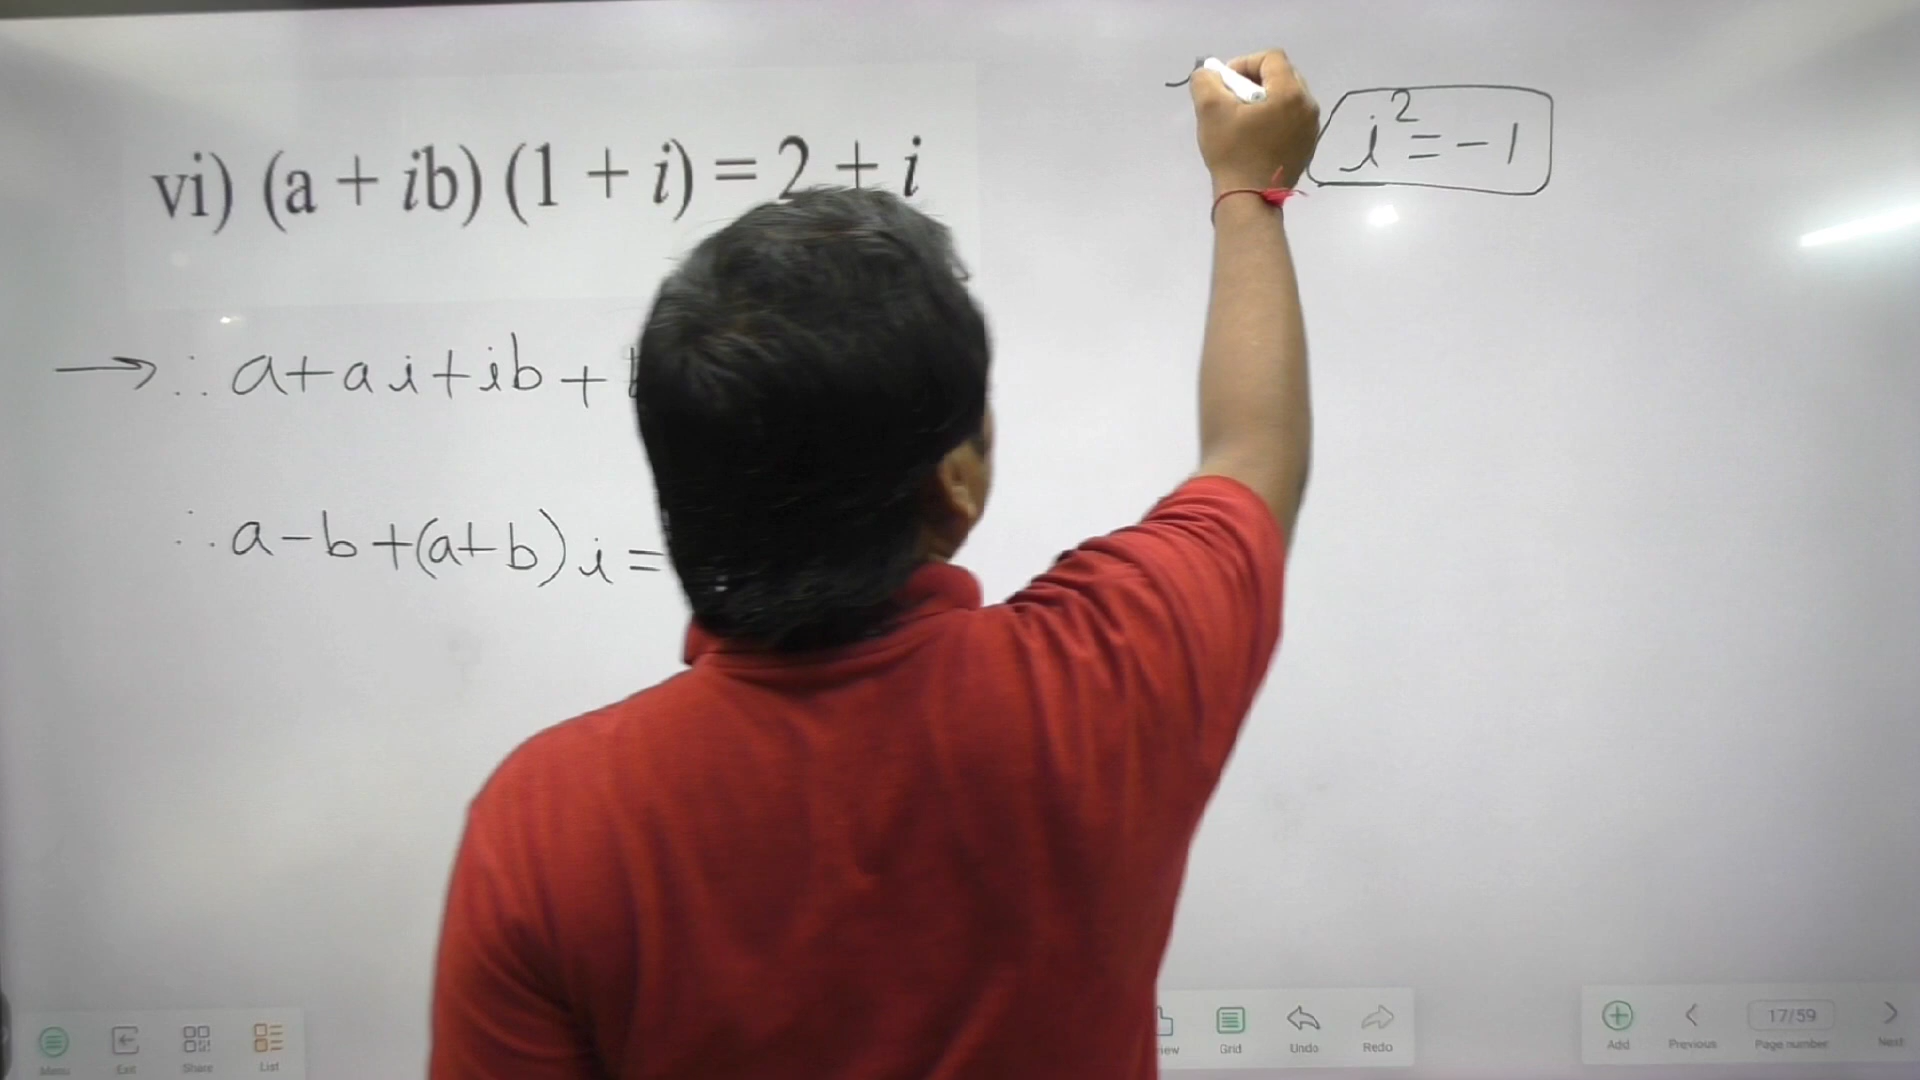 vi) (a + ib) (1 + i) = 2 + i
i² = -1
→ ∴ a + ai + ib +
∴ a - b + (a + b) i =
Menu
Exit
Share
List
Grid
Undo
Redo
Add
Previous
17/59
Page number
Next